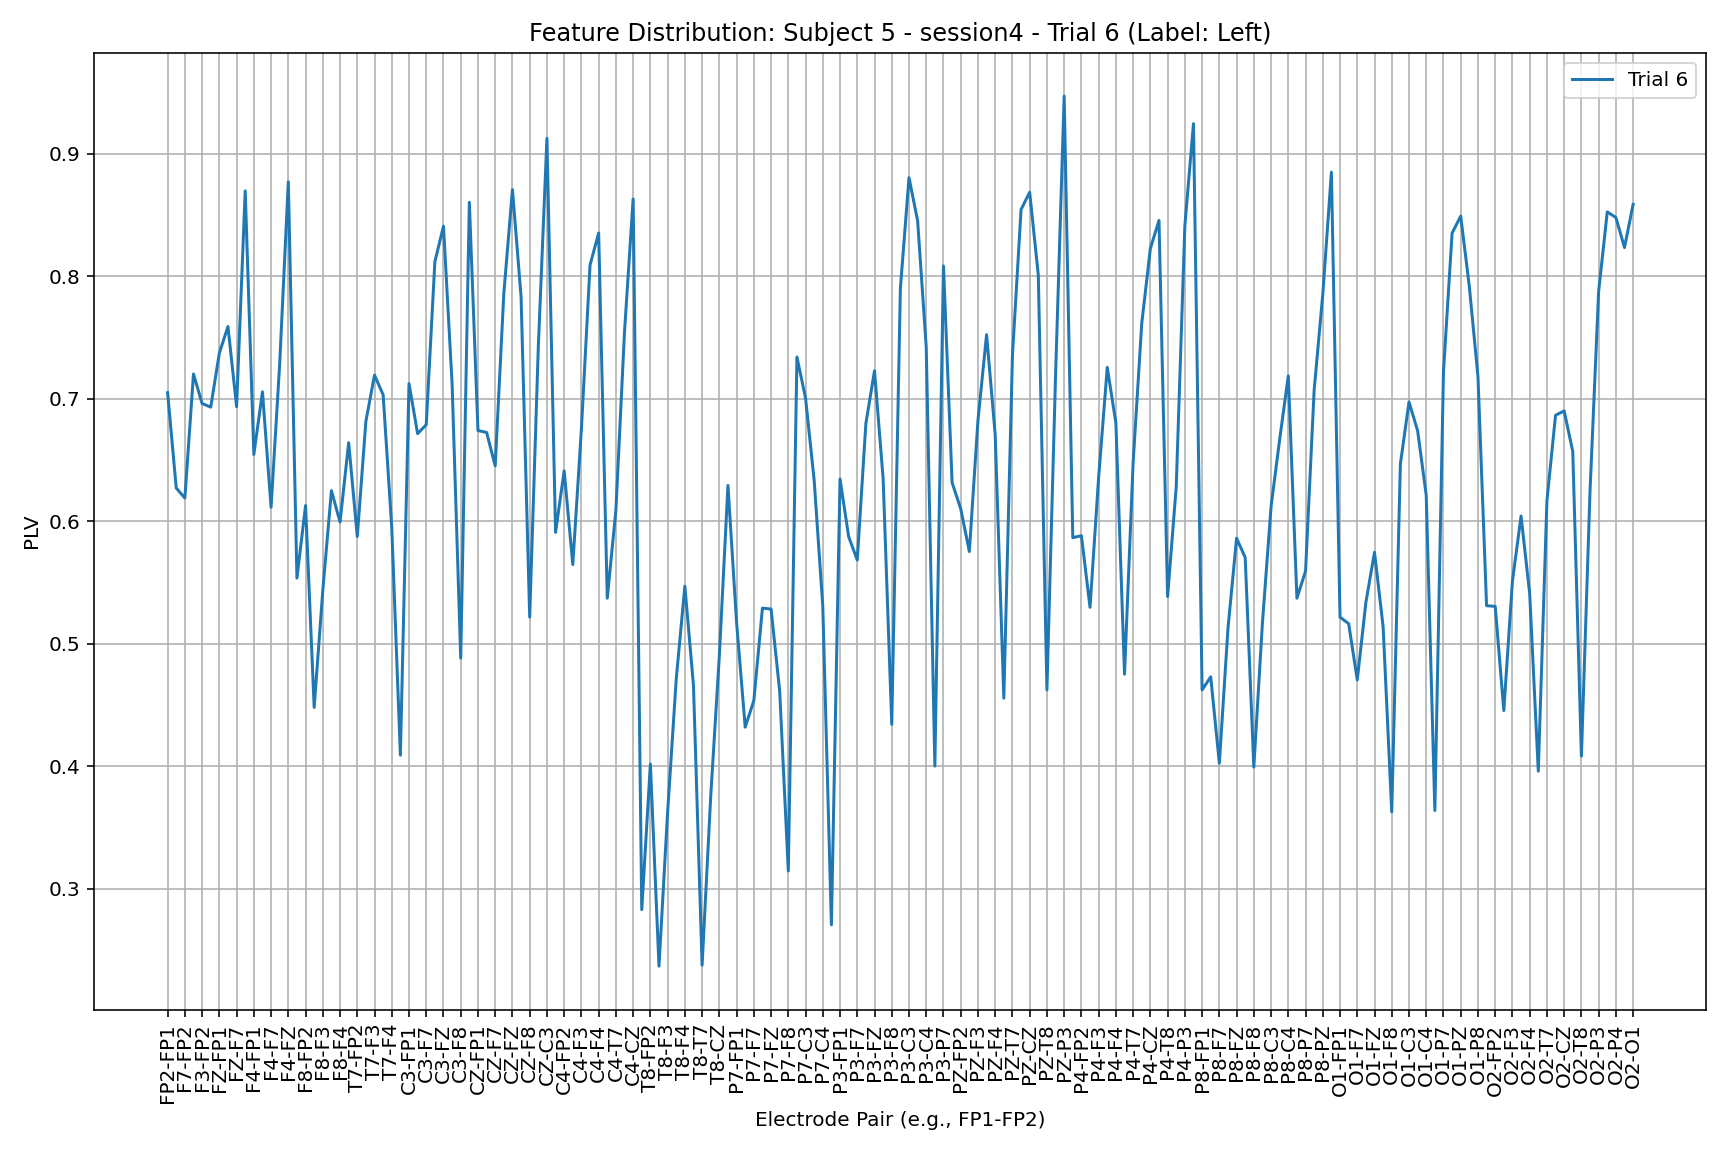 Feature Distribution: Subject 5 - session4 - Trial 6 (Label: Left)
Trial 6
PLV
0.9
0.8
0.7
0.6
0.5
0.4
0.3
FP2-FP1
F7-FP2
F3-FP2
FZ-FP1
FZ-F7
F4-FP1
F4-F7
F4-FZ
F8-FP2
F8-F3
F8-F4
T7-FP2
T7-F3
T7-F4
C3-FP1
C3-F7
C3-FZ
C3-F8
CZ-FP1
CZ-F7
CZ-FZ
CZ-F8
CZ-C3
C4-FP2
C4-F3
C4-F4
C4-T7
C4-CZ
T8-FP2
T8-F3
T8-F4
T8-T7
T8-CZ
P7-FP1
P7-F7
P7-FZ
P7-F8
P7-C3
P7-C4
P3-FP1
P3-F7
P3-FZ
P3-F8
P3-C3
P3-C4
P3-P7
PZ-FP2
PZ-F3
PZ-F4
PZ-T7
PZ-CZ
PZ-T8
PZ-P3
P4-FP2
P4-F3
P4-F4
P4-T7
P4-CZ
P4-T8
P4-P3
P8-FP1
P8-F7
P8-FZ
P8-F8
P8-C3
P8-C4
P8-P7
P8-PZ
O1-FP1
O1-F7
O1-FZ
O1-F8
O1-C3
O1-C4
O1-P7
O1-PZ
O1-P8
O2-FP2
O2-F3
O2-F4
O2-T7
O2-CZ
O2-T8
O2-P3
O2-P4
O2-O1
Electrode Pair (e.g., FP1-FP2)